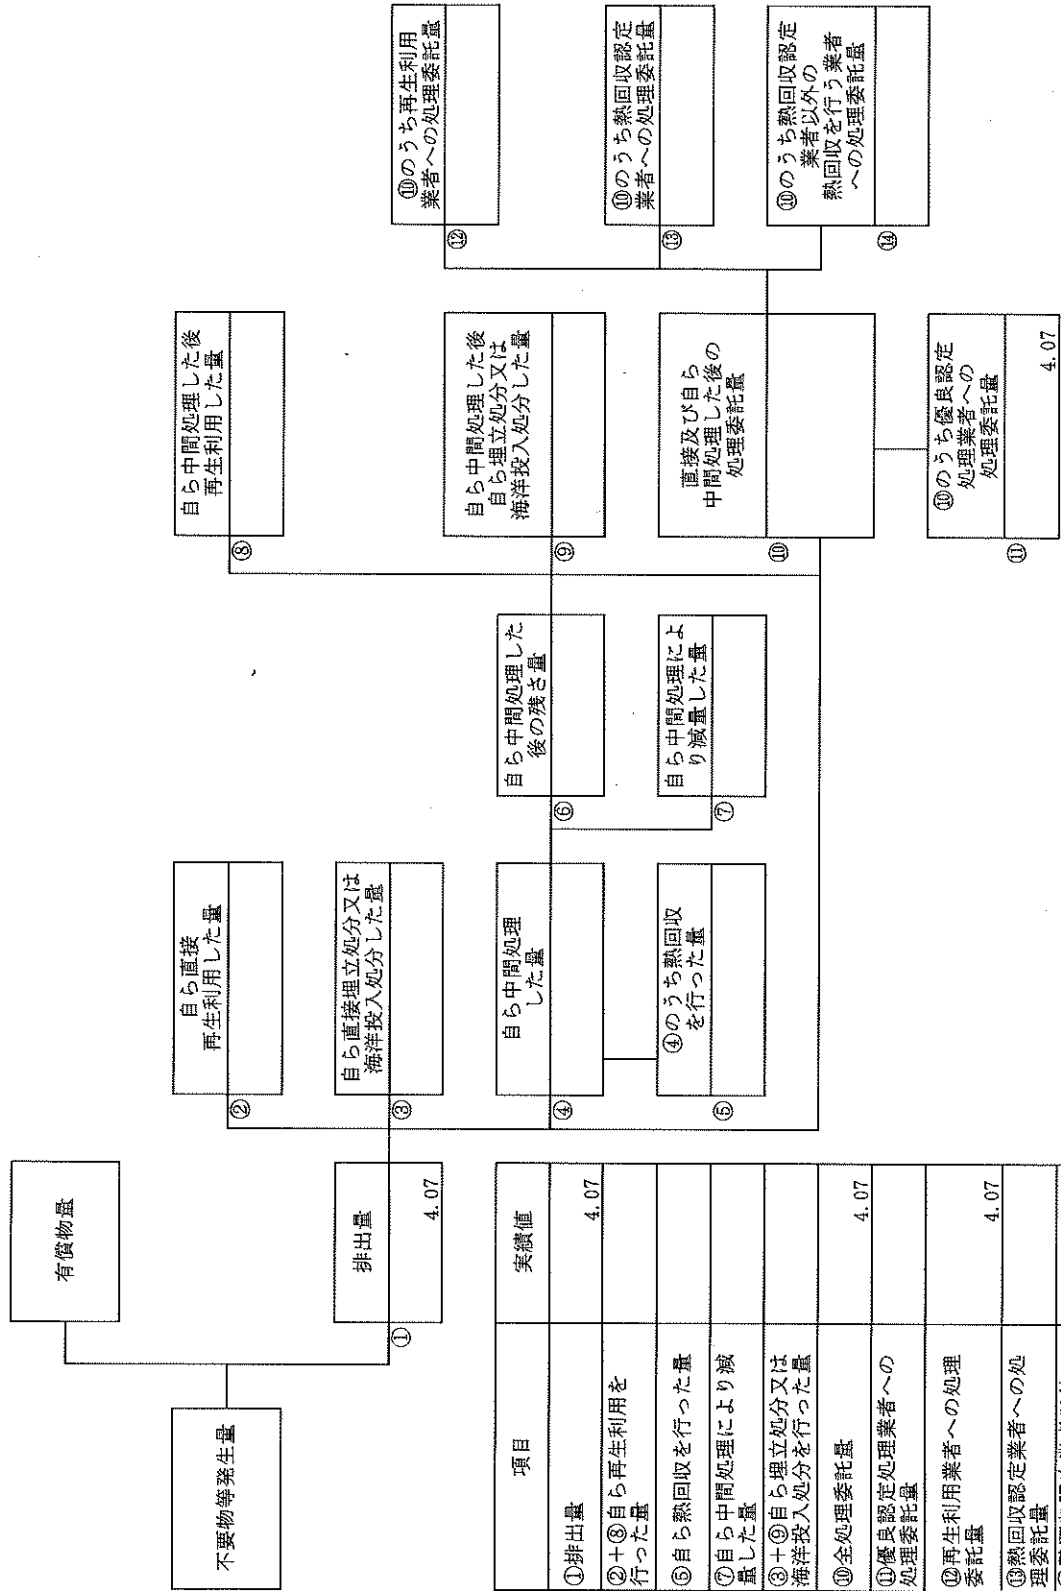 有償物量
不要物等発生量
排出量
①
4.07
自ら直接
再生利用した量
②
自ら直接埋立処分又は
海洋投入処分した量
③
自ら中間処理
した量
④
④のうち熱回収
を行った量
⑤
自ら中間処理した
後の残さ量
⑥
自ら中間処理によ
り減量した量
⑦
自ら中間処理した後
再生利用した量
⑧
自ら中間処理した後
自ら埋立処分又は
海洋投入処分した量
⑨
直接及び自ら
中間処理した後の
処理委託量
⑩
⑩のうち優良認定
処理業者への
処理委託量
⑪
4.07
⑩のうち再生利用
業者への処理委託量
⑫
⑩のうち熱回収認定
業者への処理委託量
⑬
⑩のうち熱回収認定
業者以外の
熱回収を行う業者
への処理委託量
⑭
項目
実績値
①排出量
4.07
②+⑧自ら再生利用を
行った量
⑤自ら熱回収を行った量
⑦自ら中間処理により減
量した量
③+⑨自ら埋立処分又は
海洋投入処分を行った量
⑩全処理委託量
4.07
⑪優良認定処理業者への
処理委託量
⑫再生利用業者への処理
委託量
4.07
⑬熱回収認定業者への処
理委託量